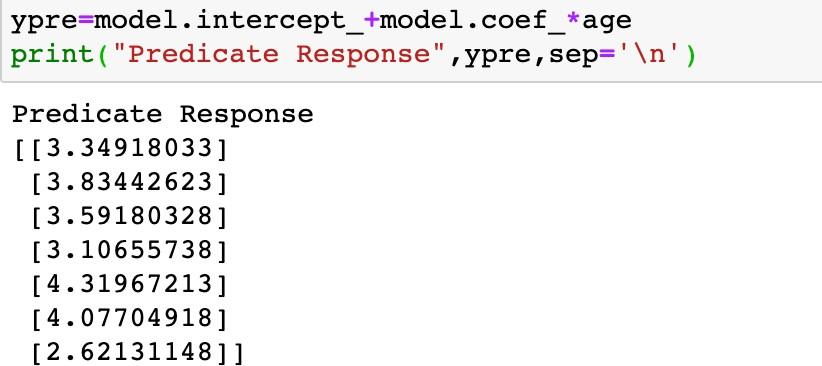 ypre=model.intercept_+model.coef_*age
print("Predicate Response",ypre,sep='\n')
Predicate Response
[[3.34918033]
[3.83442623]
[3.59180328]
[3.10655738]
[4.31967213]
[4.07704918]
[2.62131148]]